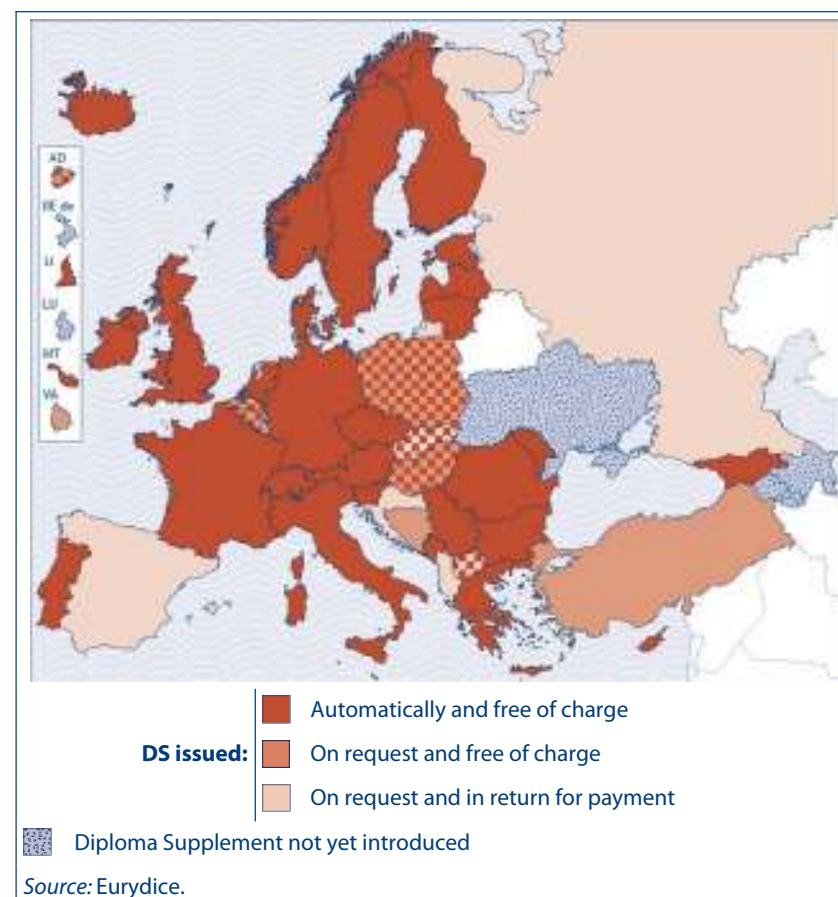 AD
BE de
LI
LU
MT
VA
Automatically and free of charge
DS issued:
On request and free of charge
On request and in return for payment
Diploma Supplement not yet introduced
Source: Eurydice.